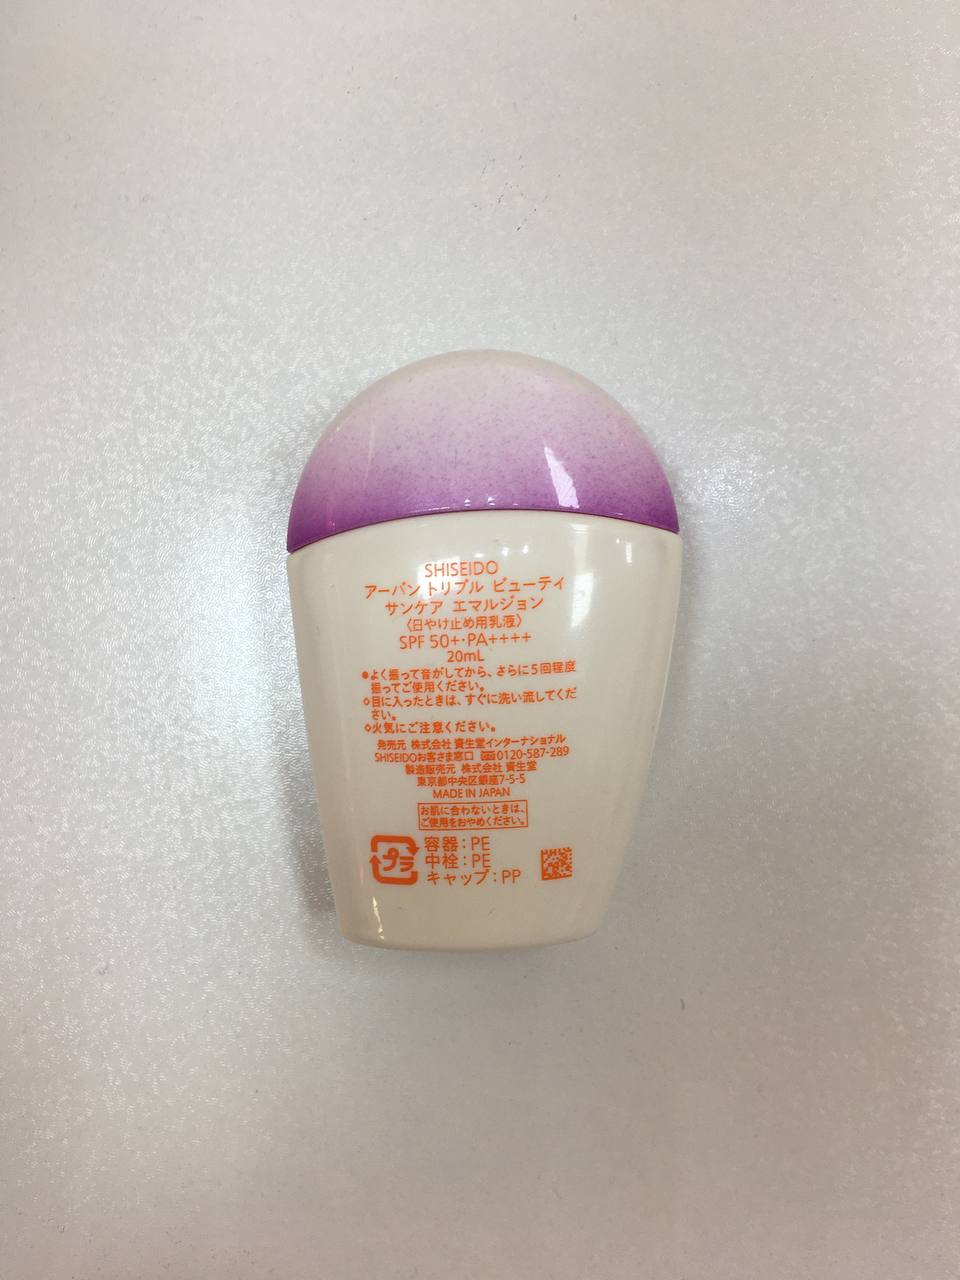 SHISEIDO
アーバン トリプル ビューティ
サンケア エマルジョン
〈日やけ止め用乳液〉
SPF 50+・PA++++
20mL
●よく振って音がしてから、さらに5回程度
振ってご使用ください。
◇目に入ったときは、すぐに洗い流してくだ
さい。
◇火気にご注意ください。
発売元 株式会社 資生堂インターナショナル
SHISEIDOお客さま窓口 0120-587-289
製造販売元 株式会社 資生堂
東京都中央区銀座7-5-5
MADE IN JAPAN
お肌に合わないときは、
ご使用をおやめください。
プラ
容器：PE
中栓：PE
キャップ：PP